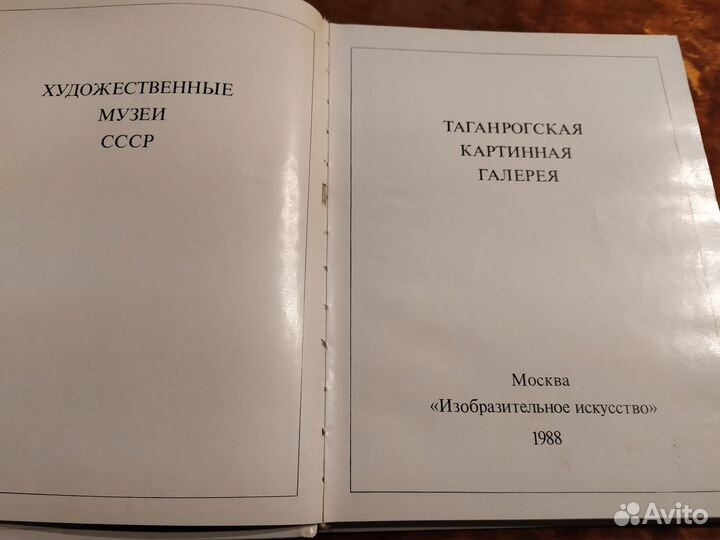 ХУДОЖЕСТВЕННЫЕ
МУЗЕИ
СССР
ТАГАНРОГСКАЯ
КАРТИННАЯ
ГАЛЕРЕЯ
Москва
«Изобразительное искусство»
1988
Avito